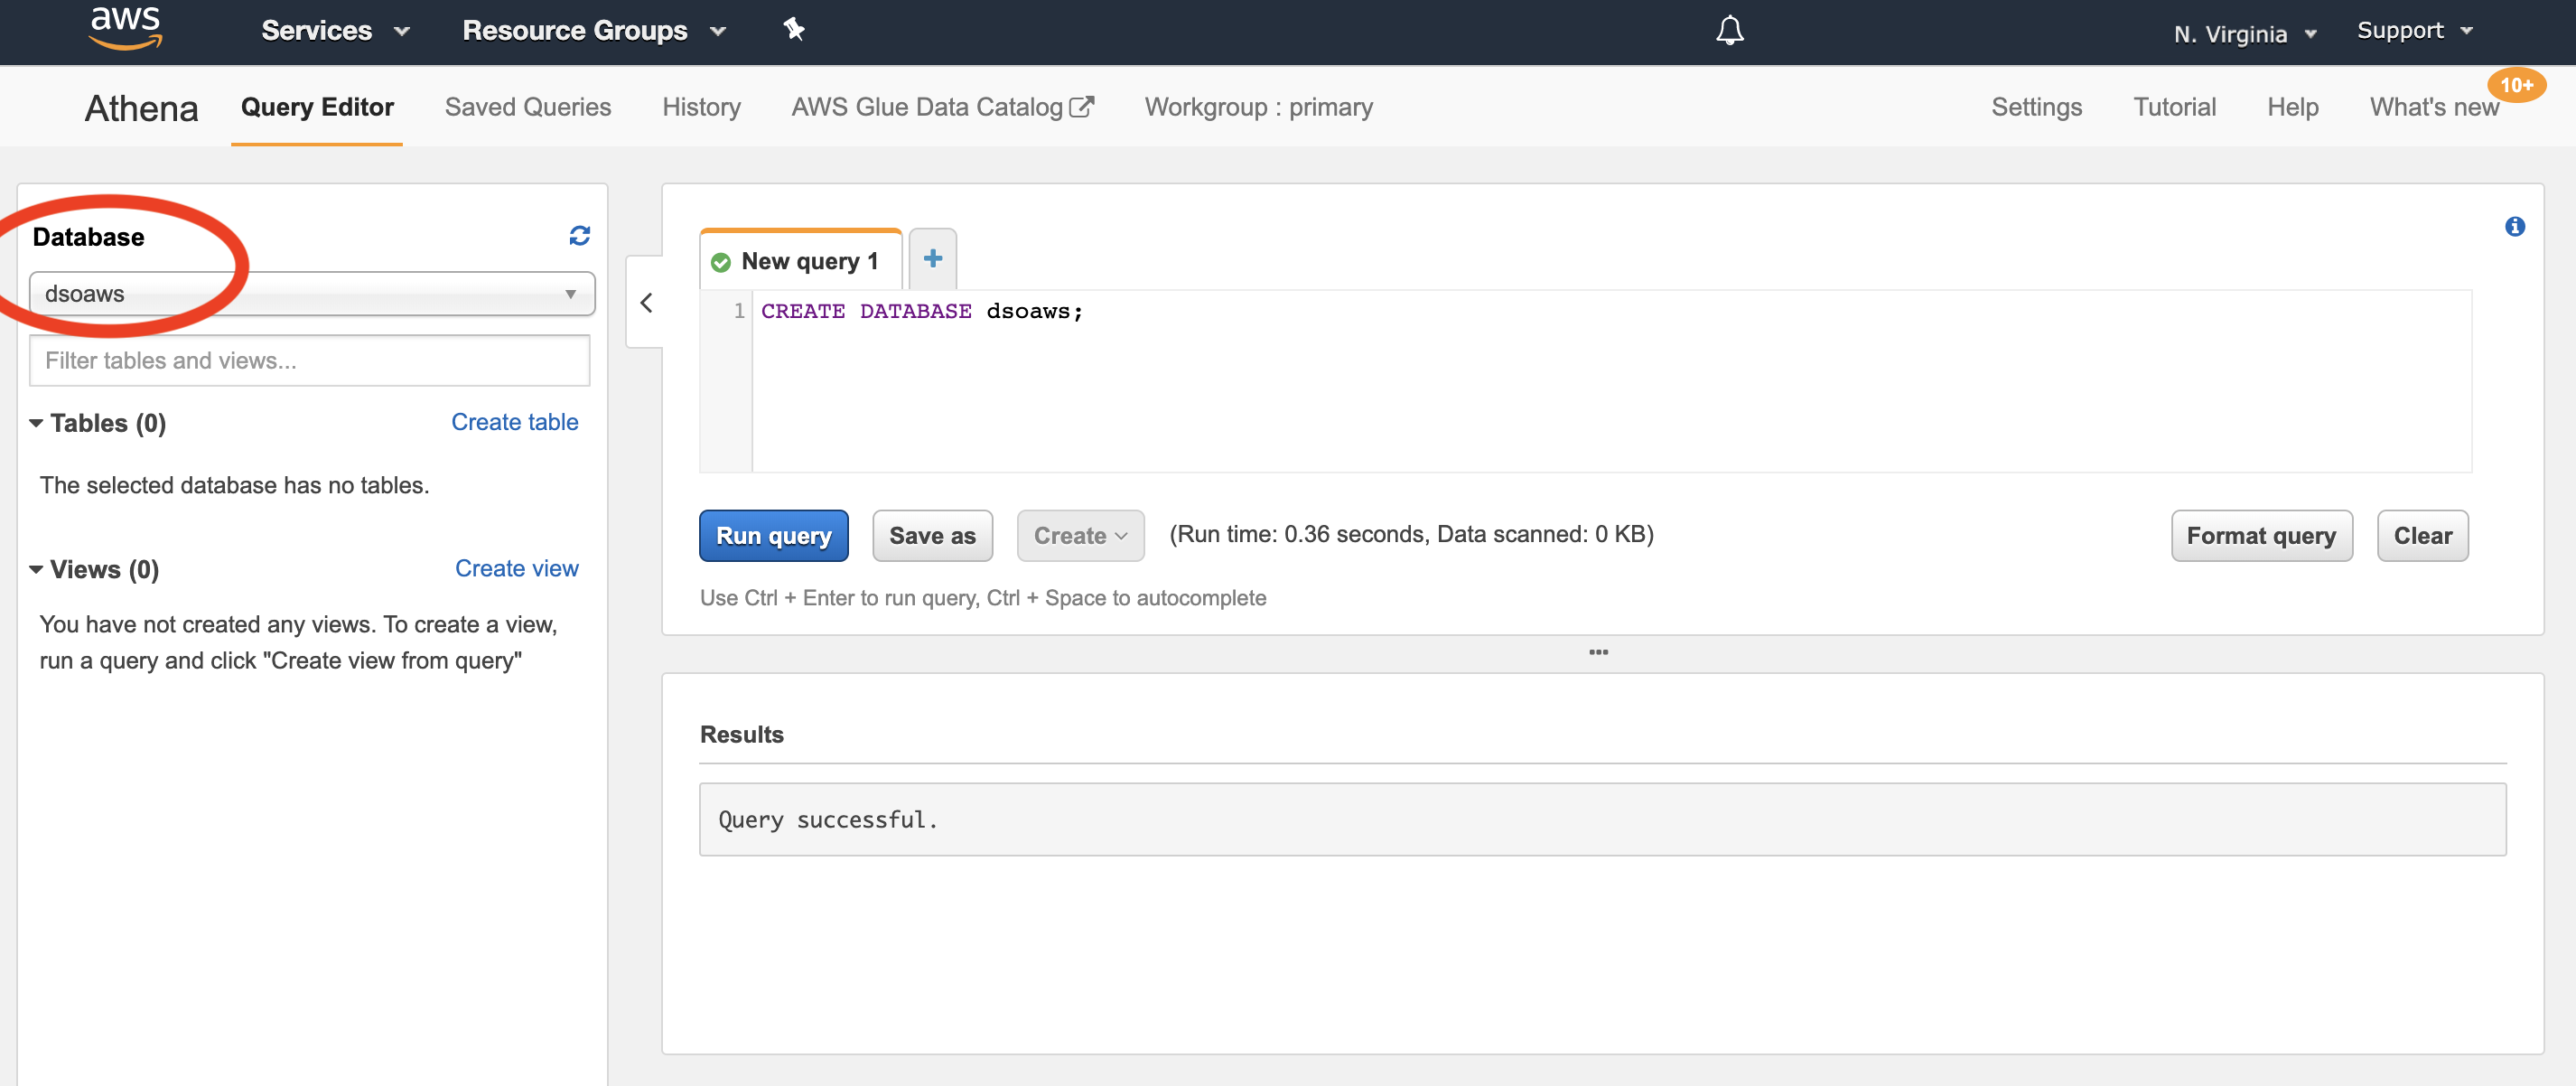 aws Services Resource Groups N. Virginia Support
10+
Athena Query Editor Saved Queries History AWS Glue Data Catalog Workgroup : primary Settings Tutorial Help What's new
Database
dsoaws
Filter tables and views...
Tables (0) Create table
The selected database has no tables.
Views (0) Create view
You have not created any views. To create a view,
run a query and click "Create view from query"
New query 1
1 CREATE DATABASE dsoaws;
Run query Save as Create (Run time: 0.36 seconds, Data scanned: 0 KB) Format query Clear
Use Ctrl + Enter to run query, Ctrl + Space to autocomplete
Results
Query successful.